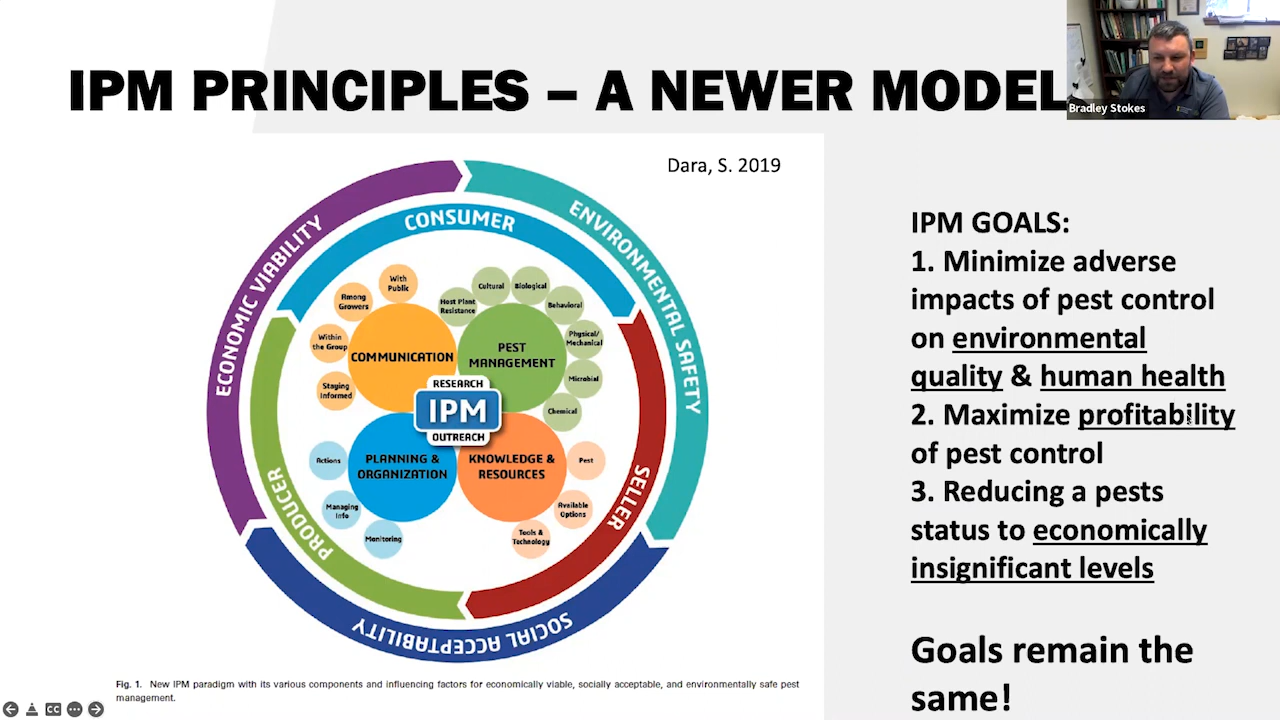 IPM PRINCIPLES – A NEWER MODEL
Bradley Stokes
Dara, S. 2019
ECONOMIC VIABILITY
ENVIRONMENTAL SAFETY
SOCIAL ACCEPTABILITY
CONSUMER
PRODUCER
SELLER
With
Public
Among
Growers
Within
the Group
Staying
Informed
COMMUNICATION
Host Plant
Resistance
Cultural
Biological
Behavioral
Physical/
Mechanical
Microbial
Chemical
PEST
MANAGEMENT
RESEARCH
IPM
OUTREACH
PLANNING &
ORGANIZATION
Actions
Managing
Info
Monitoring
KNOWLEDGE &
RESOURCES
Pest
Available
Options
Tools &
Technology
Fig. 1. New IPM paradigm with its various components and influencing factors for economically viable, socially acceptable, and environmentally safe pest
management.
IPM GOALS:
1. Minimize adverse
impacts of pest control
on environmental
quality & human health
2. Maximize profitability
of pest control
3. Reducing a pests
status to economically
insignificant levels
Goals remain the
same!
CC